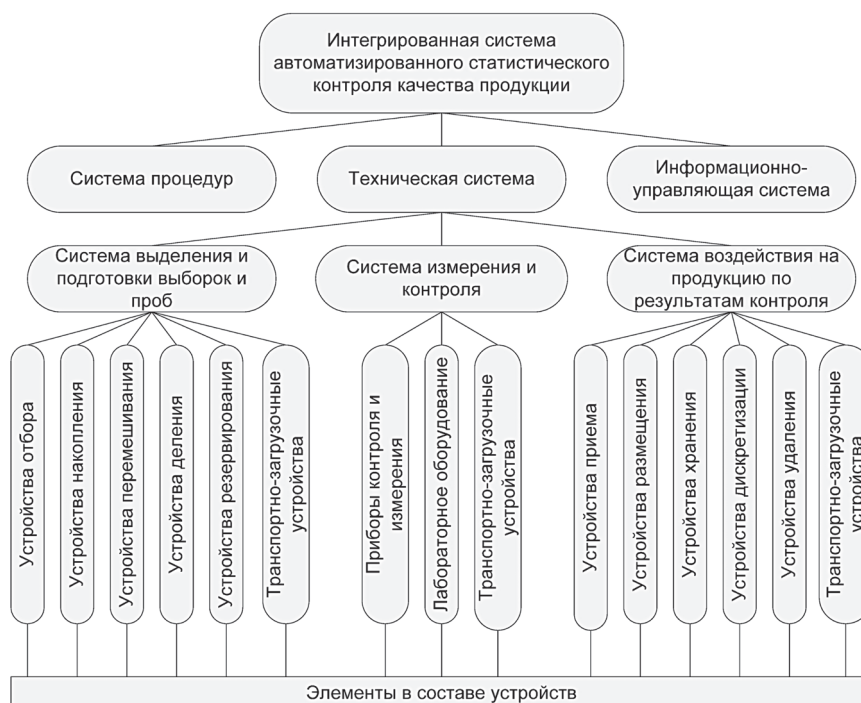 Интегрированная система
автоматизированного статистического
контроля качества продукции
Система процедур
Техническая система
Информационно-
управляющая система
Система выделения и
подготовки выборок и
проб
Система измерения и
контроля
Система воздействия на
продукцию по
результатам контроля
Устройства отбора
Устройства накопления
Устройства перемешивания
Устройства деления
Устройства резервирования
Транспортно-загрузочные
устройства
Приборы контроля и
измерения
Лабораторное оборудование
Транспортно-загрузочные
устройства
Устройства приема
Устройства размещения
Устройства хранения
Устройства дискретизации
Устройства удаления
Транспортно-загрузочные
устройства
Элементы в составе устройств